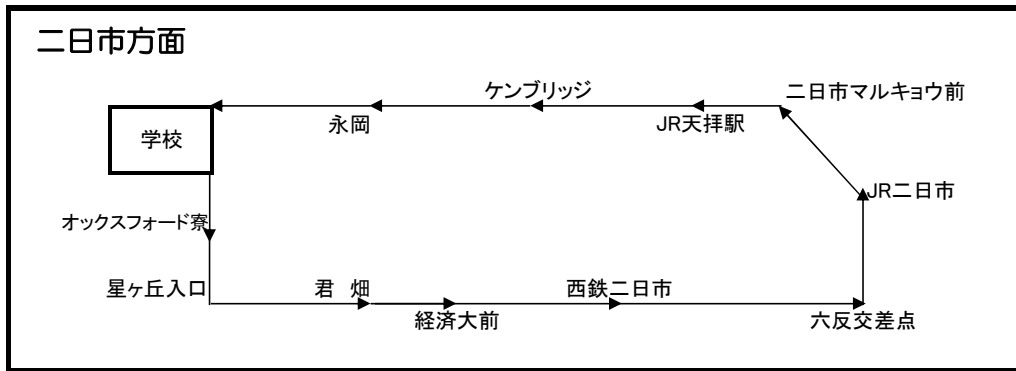 二日市方面
ケンブリッジ
二日市マルキョウ前
永岡
JR天拝駅
学校
JR二日市
オックスフォード寮
星ヶ丘入口
君　畑
西鉄二日市
経済大前
六反交差点